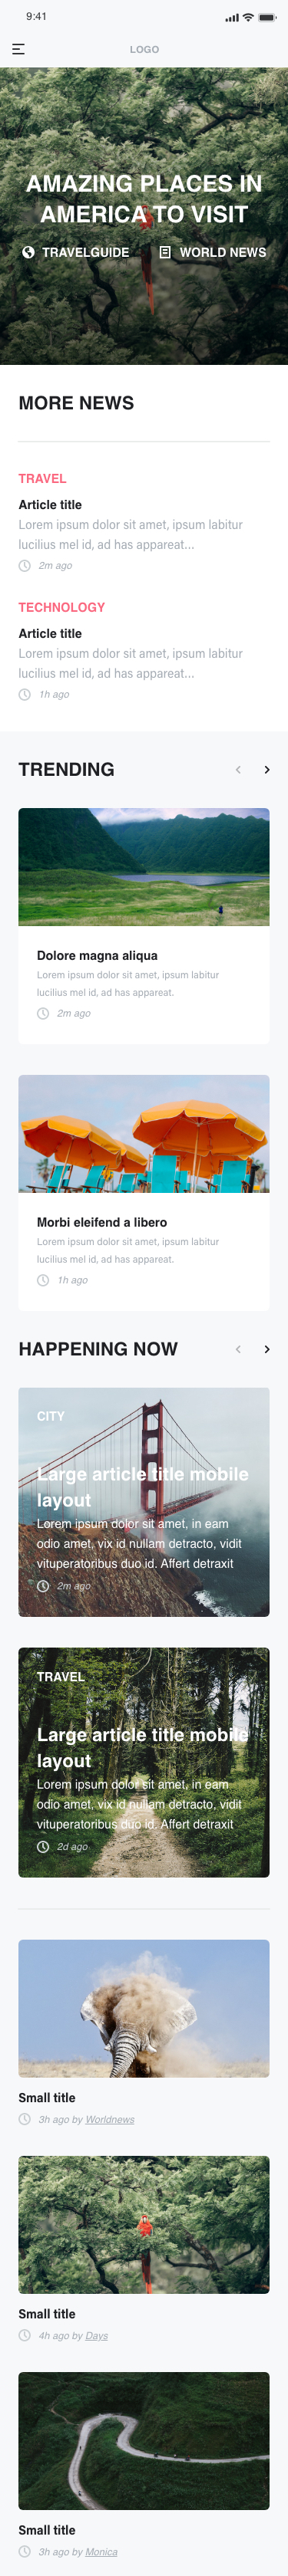 9:41
LOGO
AMAZING PLACES IN
AMERICA TO VISIT
TRAVELGUIDE WORLD NEWS
MORE NEWS
TRAVEL
Article title
Lorem ipsum dolor sit amet, ipsum labitur
lucilius mel id, ad has appareat...
2m ago
TECHNOLOGY
Article title
Lorem ipsum dolor sit amet, ipsum labitur
lucilius mel id, ad has appareat...
1h ago
TRENDING
Dolore magna aliqua
Lorem ipsum dolor sit amet, ipsum labitur
lucilius mel id, ad has appareat.
2m ago
Morbi eleifend a libero
Lorem ipsum dolor sit amet, ipsum labitur
lucilius mel id, ad has appareat.
1h ago
HAPPENING NOW
CITY
Large article title mobile
layout
Lorem ipsum dolor sit amet, in eam
odio amet, vix id nullam detracto, vidit
vituperatoribus duo id. Affert detraxit
2m ago
TRAVEL
Large article title mobile
layout
Lorem ipsum dolor sit amet, in eam
odio amet, vix id nullam detracto, vidit
vituperatoribus duo id. Affert detraxit
2d ago
Small title
3h ago by Worldnews
Small title
4h ago by Days
Small title
3h ago by Monica